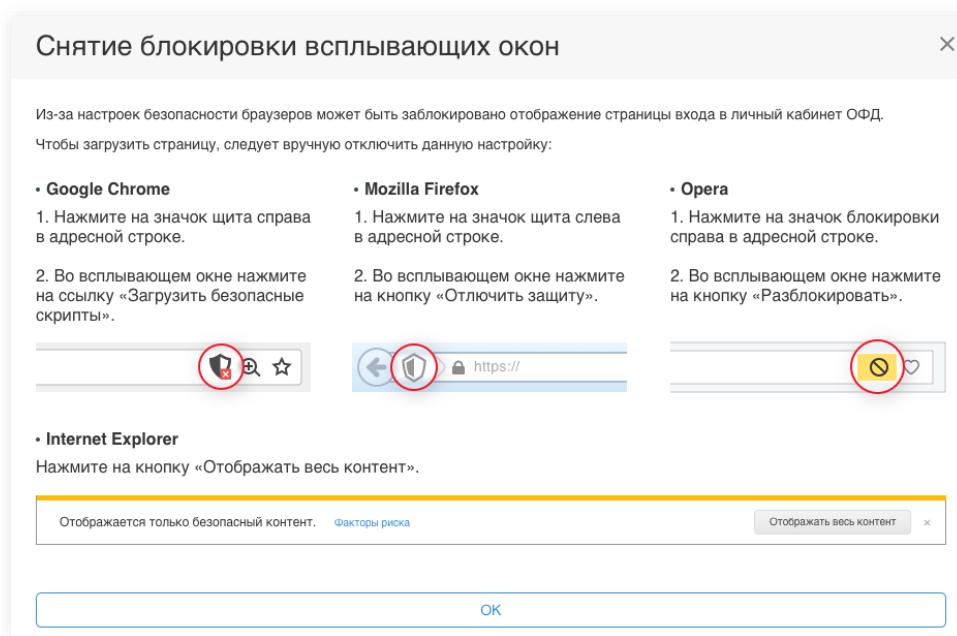 Снятие блокировки всплывающих окон
Из-за настроек безопасности браузеров может быть заблокировано отображение страницы входа в личный кабинет ОФД.
Чтобы загрузить страницу, следует вручную отключить данную настройку:
• Google Chrome
1. Нажмите на значок щита справа
в адресной строке.
2. Во всплывающем окне нажмите
на ссылку «Загрузить безопасные
скрипты».
• Mozilla Firefox
1. Нажмите на значок щита слева
в адресной строке.
2. Во всплывающем окне нажмите
на кнопку «Отлючить защиту».
https://
• Opera
1. Нажмите на значок блокировки
справа в адресной строке.
2. Во всплывающем окне нажмите
на кнопку «Разблокировать».
• Internet Explorer
Нажмите на кнопку «Отображать весь контент».
Отображается только безопасный контент. Факторы риска Отображать весь контент ×
OK